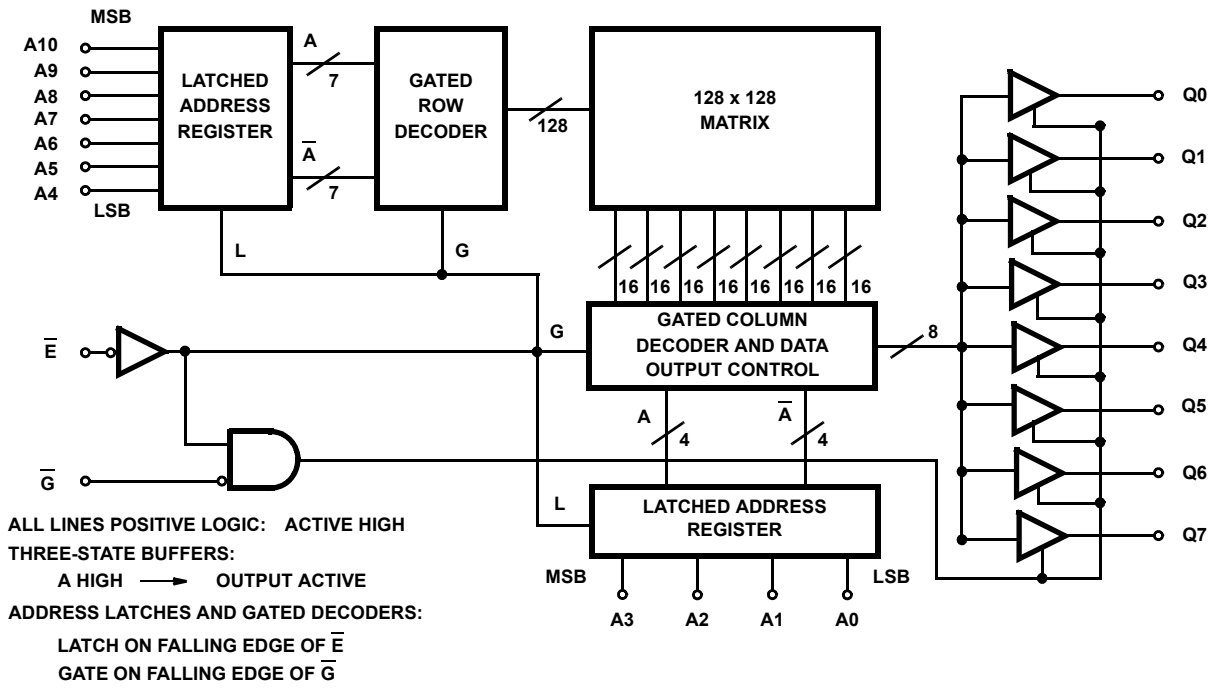 MSB
A10
A9
A8
A7
A6
A5
A4
LSB
LATCHED
ADDRESS
REGISTER
A
7
A̅
7
GATED
ROW
DECODER
128
128 x 128
MATRIX
L
G
16 16 16 16 16 16 16 16
E̅
G
GATED COLUMN
DECODER AND DATA
OUTPUT CONTROL
8
A
4
A̅
4
G̅
L
LATCHED ADDRESS
REGISTER
MSB
LSB
A3
A2
A1
A0
Q0
Q1
Q2
Q3
Q4
Q5
Q6
Q7
ALL LINES POSITIVE LOGIC: ACTIVE HIGH
THREE-STATE BUFFERS:
A HIGH → OUTPUT ACTIVE
ADDRESS LATCHES AND GATED DECODERS:
LATCH ON FALLING EDGE OF E̅
GATE ON FALLING EDGE OF G̅